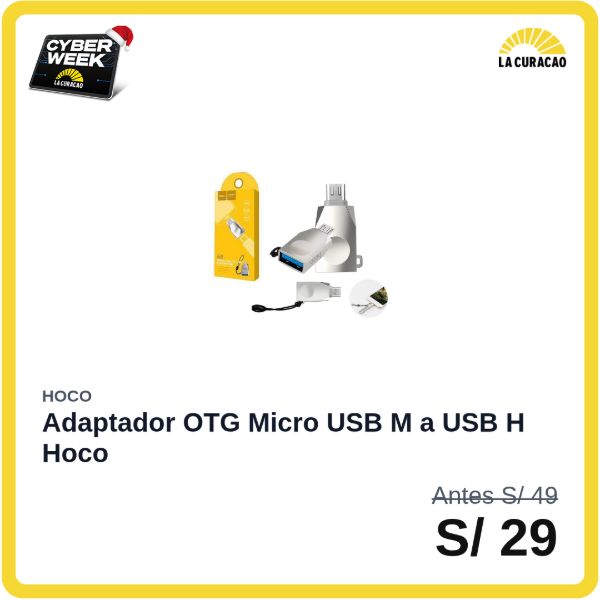 CYBER
WEEK
LA CURACAO
LA CURACAO
HOCO
Adaptador OTG Micro USB M a USB H
Hoco
Antes S/ 49
S/ 29